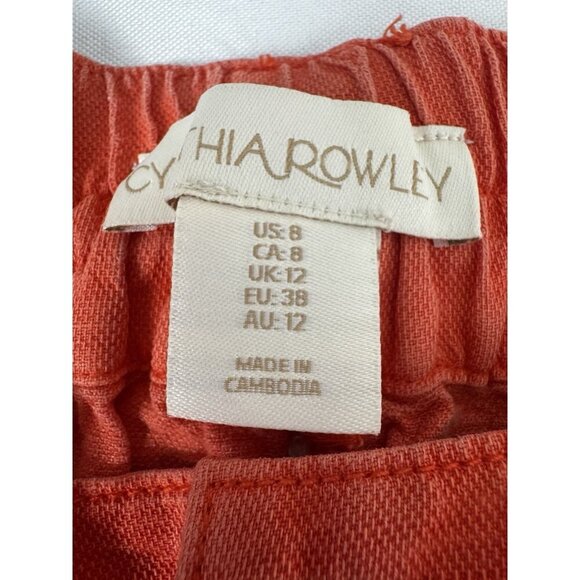 CY THIA ROWLEY
US: 8
CA: 8
UK: 12
EU: 38
AU: 12
MADE IN
CAMBODIA